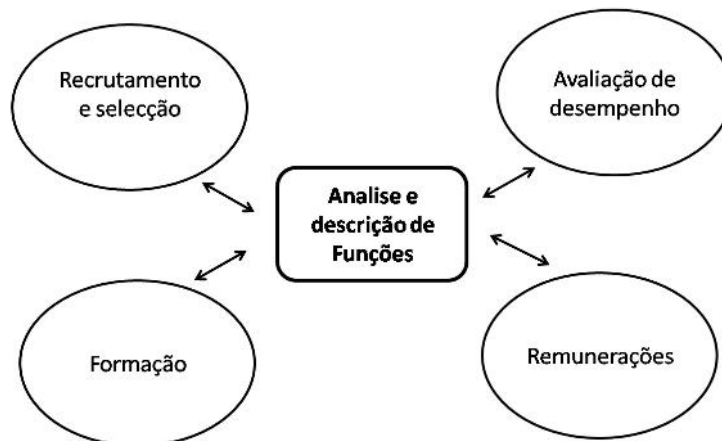 Recrutamento
e selecção
Avaliação de
desempenho
Analise e
descrição de
Funções
Formação
Remunerações